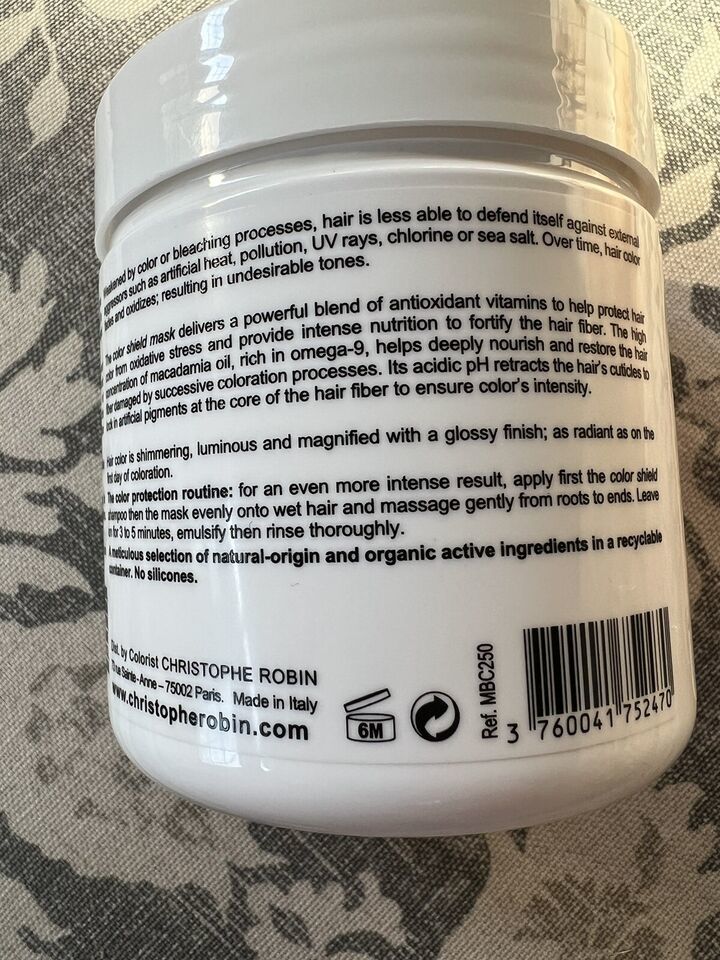 by color or bleaching processes, hair is less able to defend itself against external
aggressors such as artificial heat, pollution, UV rays, chlorine or sea salt. Over time, hair color
fades and oxidizes; resulting in undesirable tones.
The color shield mask delivers a powerful blend of antioxidant vitamins to help protect hair
color from oxidative stress and provide intense nutrition to fortify the hair fiber. The high
concentration of macadamia oil, rich in omega-9, helps deeply nourish and restore the hair
fiber damaged by successive coloration processes. Its acidic pH retracts the hair's cuticles to
lock in artificial pigments at the core of the hair fiber to ensure color's intensity.
Hair color is shimmering, luminous and magnified with a glossy finish; as radiant as on the
first day of coloration.
The color protection routine: for an even more intense result, apply first the color shield
shampoo then the mask evenly onto wet hair and massage gently from roots to ends. Leave
on for 3 to 5 minutes, emulsify then rinse thoroughly.
A meticulous selection of natural-origin and organic active ingredients in a recyclable
container. No silicones.
Dist. by Colorist CHRISTOPHE ROBIN
rue Sainte-Anne – 75002 Paris. Made in Italy
www.christopherobin.com
6M
Ref. MBC250
3 760041 752470